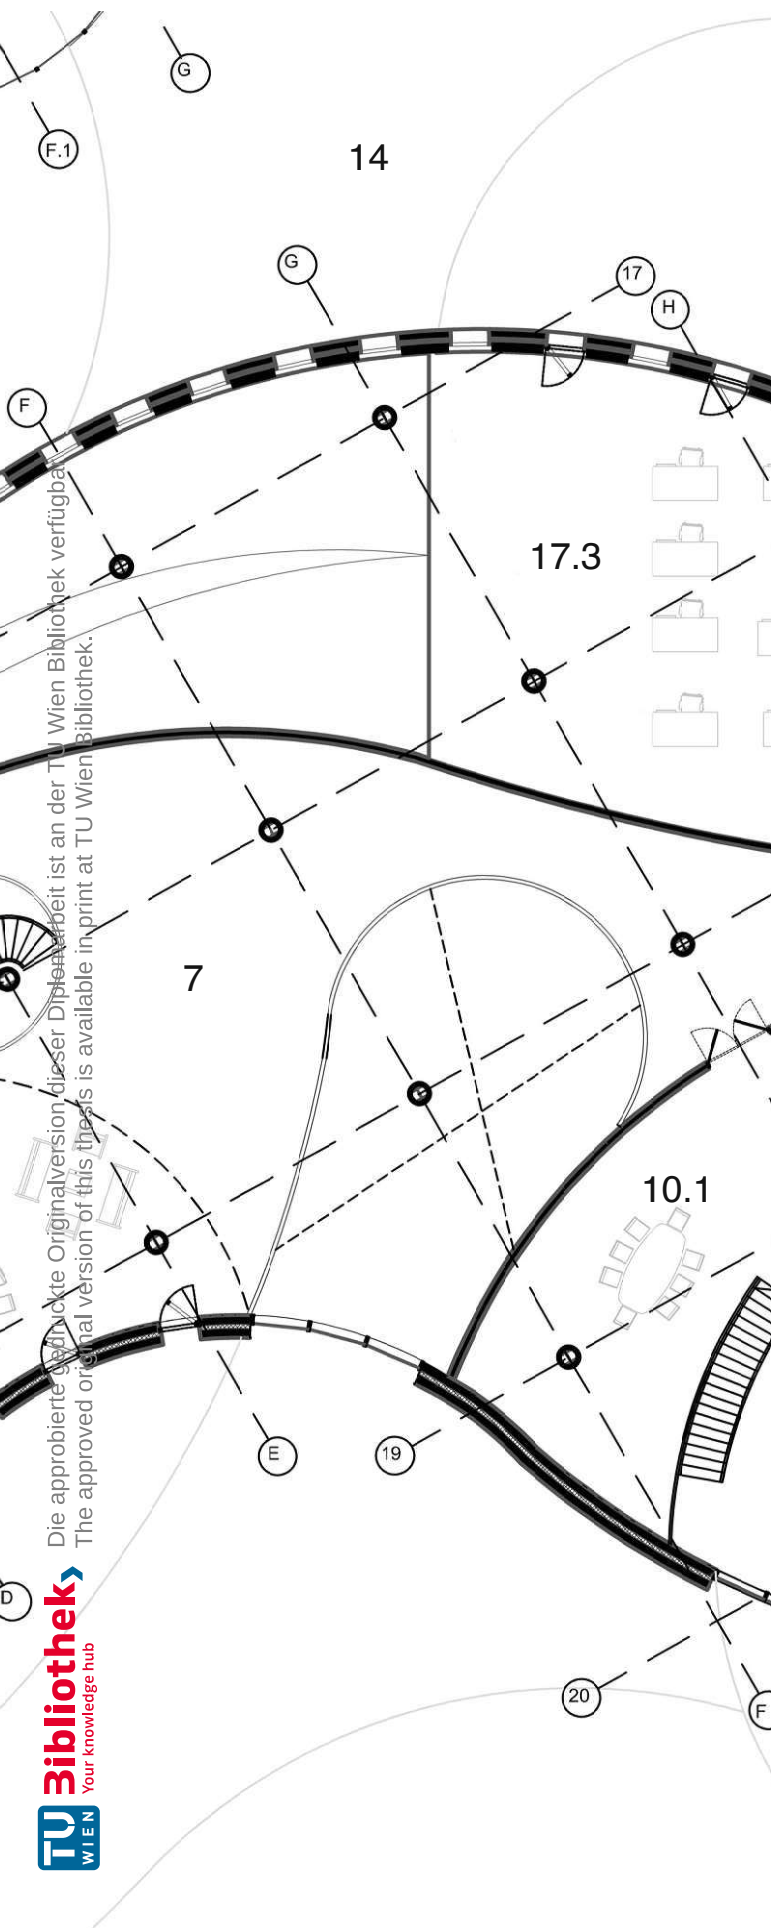 G
F.1
14
G
17
H
F
17.3
7
10.1
E
19
D
20
F
Die approbierte gedruckte Originalversion dieser Diplomarbeit ist an der TU Wien Bibliothek verfügbar
The approved original version of this thesis is available in print at TU Wien Bibliothek.
Bibliothek
Your knowledge hub
TU
WIEN